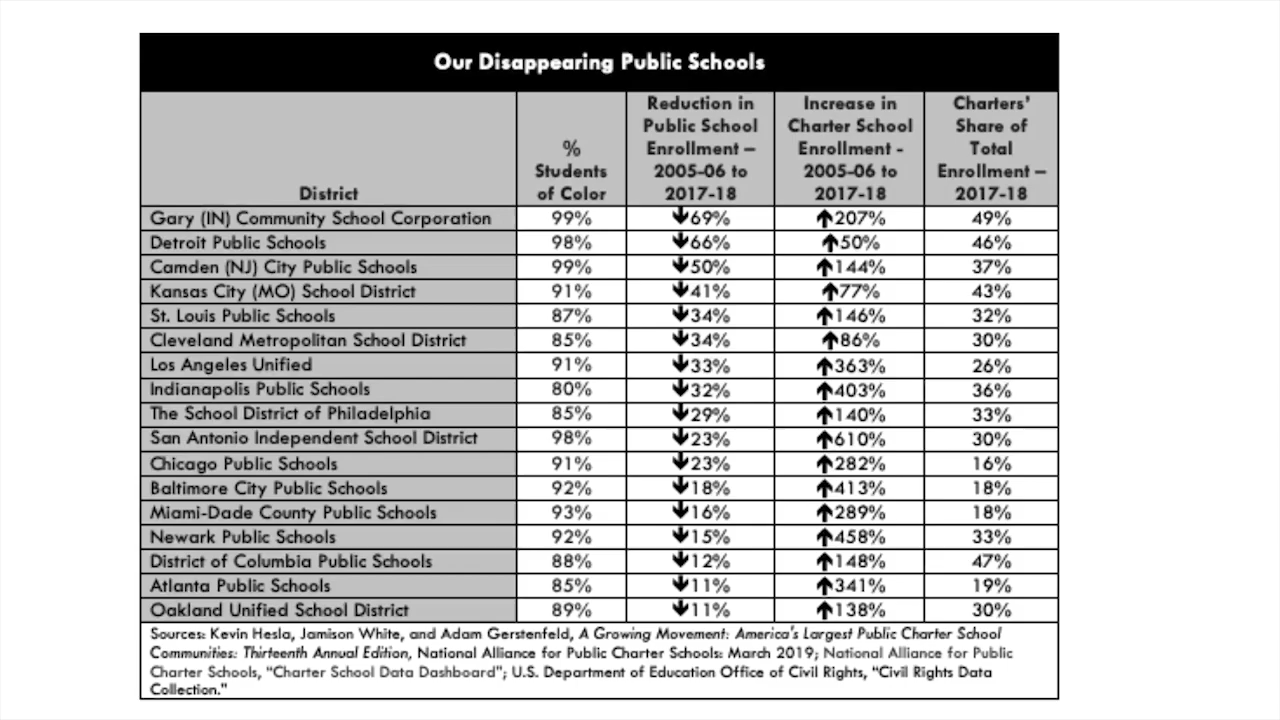 Our Disappearing Public Schools
District
%
Students
of Color
Reduction in
Public School
Enrollment –
2005-06 to
2017-18
Increase in
Charter School
Enrollment -
2005-06 to
2017-18
Charters'
Share of
Total
Enrollment –
2017-18
Gary (IN) Community School Corporation 99% 🡻69% 🡹207% 49%
Detroit Public Schools 98% 🡻66% 🡹50% 46%
Camden (NJ) City Public Schools 99% 🡻50% 🡹144% 37%
Kansas City (MO) School District 91% 🡻41% 🡹77% 43%
St. Louis Public Schools 87% 🡻34% 🡹146% 32%
Cleveland Metropolitan School District 85% 🡻34% 🡹86% 30%
Los Angeles Unified 91% 🡻33% 🡹363% 26%
Indianapolis Public Schools 80% 🡻32% 🡹403% 36%
The School District of Philadelphia 85% 🡻29% 🡹140% 33%
San Antonio Independent School District 98% 🡻23% 🡹610% 30%
Chicago Public Schools 91% 🡻23% 🡹282% 16%
Baltimore City Public Schools 92% 🡻18% 🡹413% 18%
Miami-Dade County Public Schools 93% 🡻16% 🡹289% 18%
Newark Public Schools 92% 🡻15% 🡹458% 33%
District of Columbia Public Schools 88% 🡻12% 🡹148% 47%
Atlanta Public Schools 85% 🡻11% 🡹341% 19%
Oakland Unified School District 89% 🡻11% 🡹138% 30%
Sources: Kevin Hesla, Jamison White, and Adam Gerstenfeld, A Growing Movement: America's Largest Public Charter School
Communities: Thirteenth Annual Edition, National Alliance for Public Charter Schools: March 2019; National Alliance for Public
Charter Schools, "Charter School Data Dashboard"; U.S. Department of Education Office of Civil Rights, "Civil Rights Data
Collection."